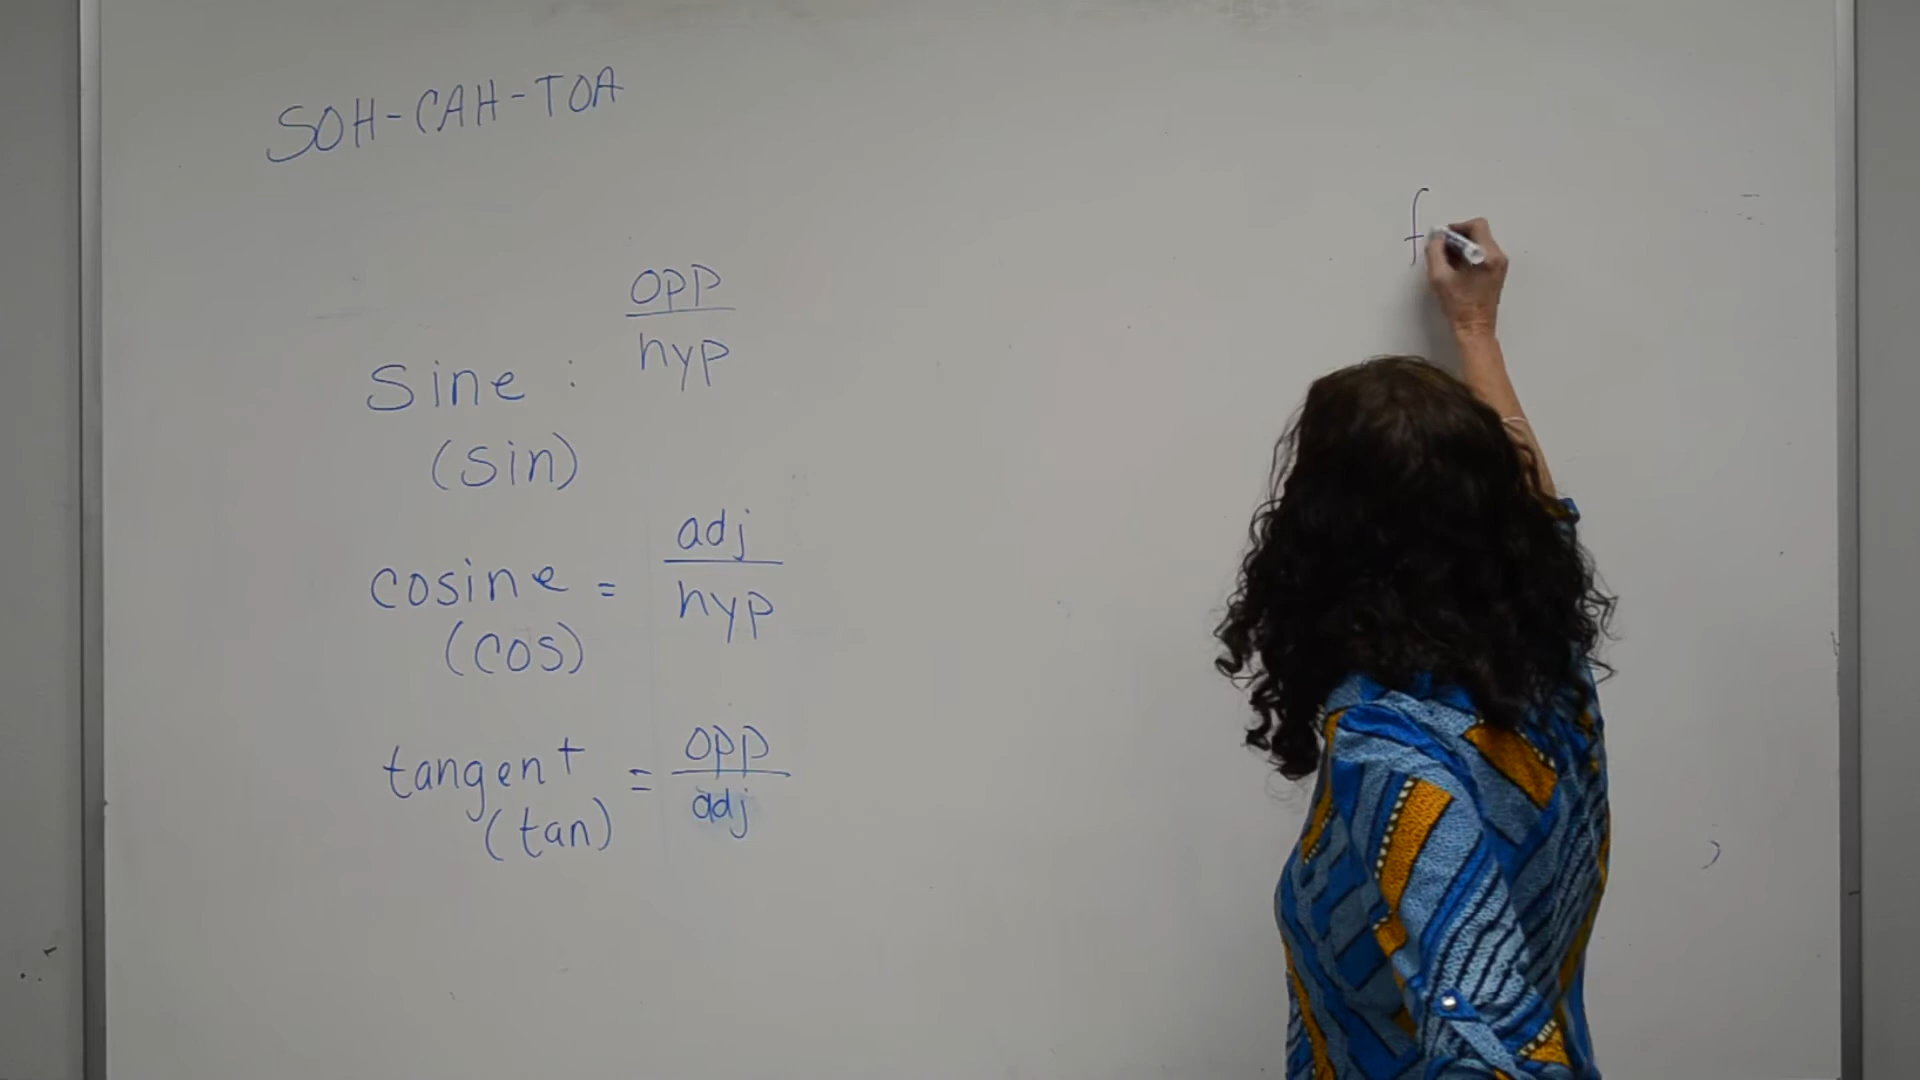 SOH-CAH-TOA
Sine : opp
hyp
(sin)
cosine = adj
hyp
(cos)
tangent = opp
adj
(tan)
f